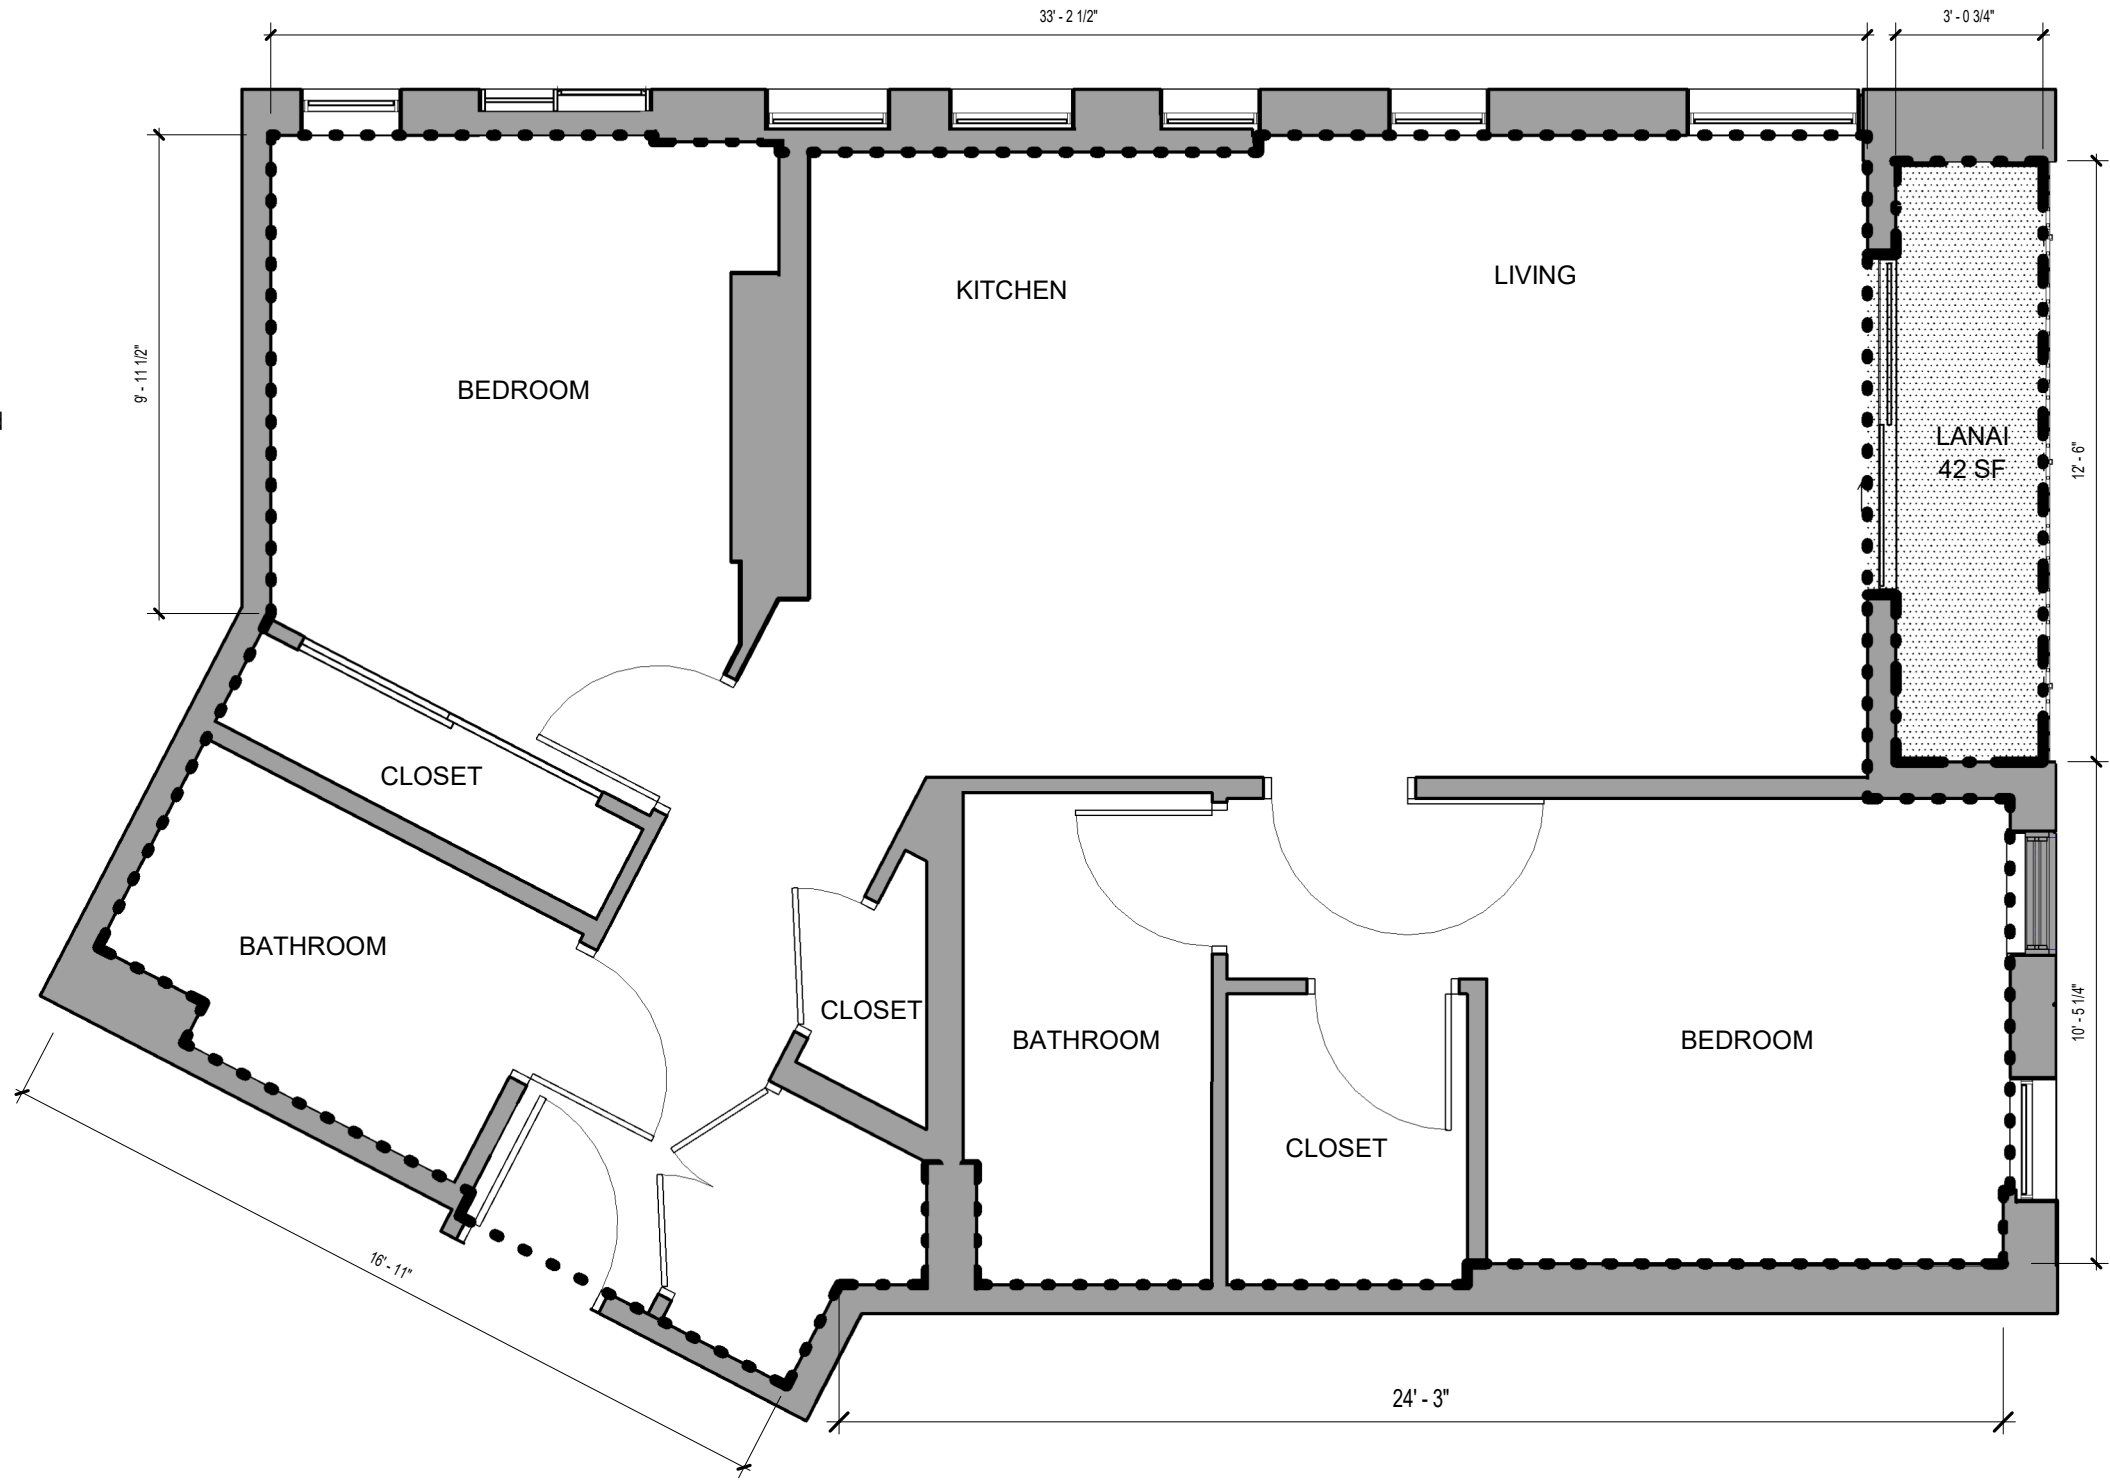 33' - 2 1/2"
3' - 0 3/4"
LIVING
KITCHEN
9' - 11 1/2"
BEDROOM
LANAI
42 SF
12' - 6"
CLOSET
BATHROOM
CLOSET
BATHROOM
BEDROOM
10' - 5 1/4"
CLOSET
16' - 11"
24' - 3"